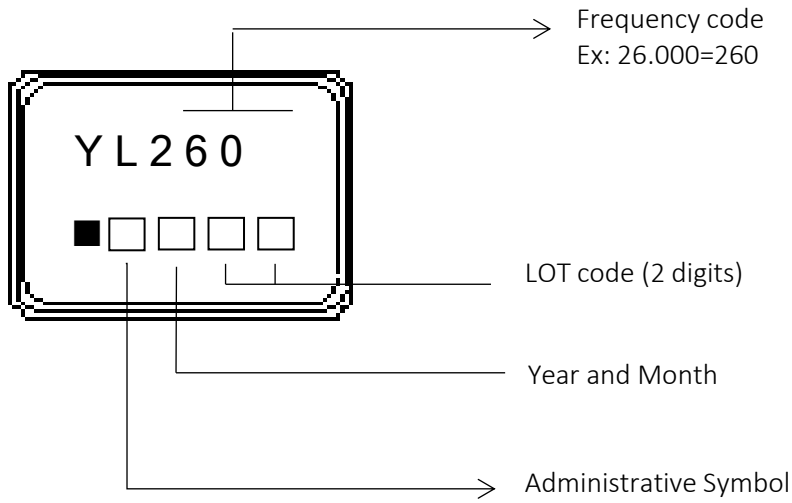 Frequency code
Ex: 26.000=260
YL260
LOT code (2 digits)
Year and Month
Administrative Symbol